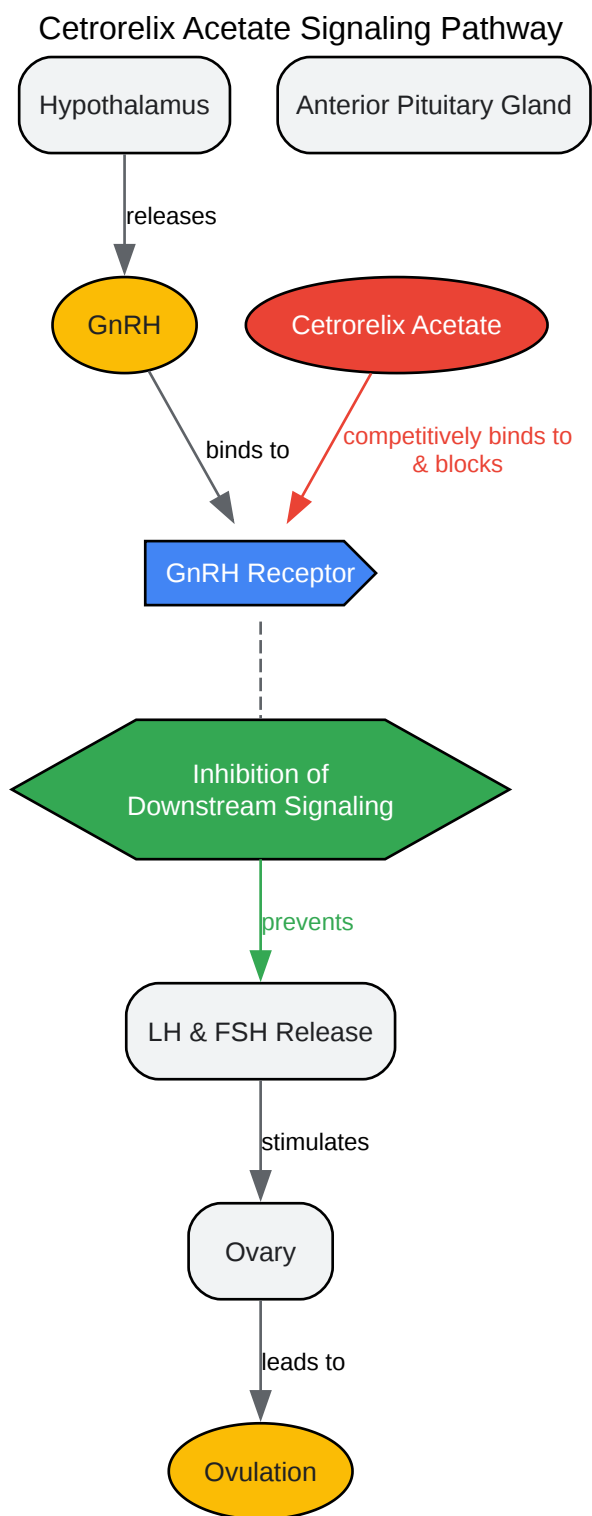 Cetrorelix Acetate Signaling Pathway
Hypothalamus
Anterior Pituitary Gland
releases
GnRH
Cetrorelix Acetate
binds to
competitively binds to
& blocks
GnRH Receptor
Inhibition of
Downstream Signaling
prevents
LH & FSH Release
stimulates
Ovary
leads to
Ovulation